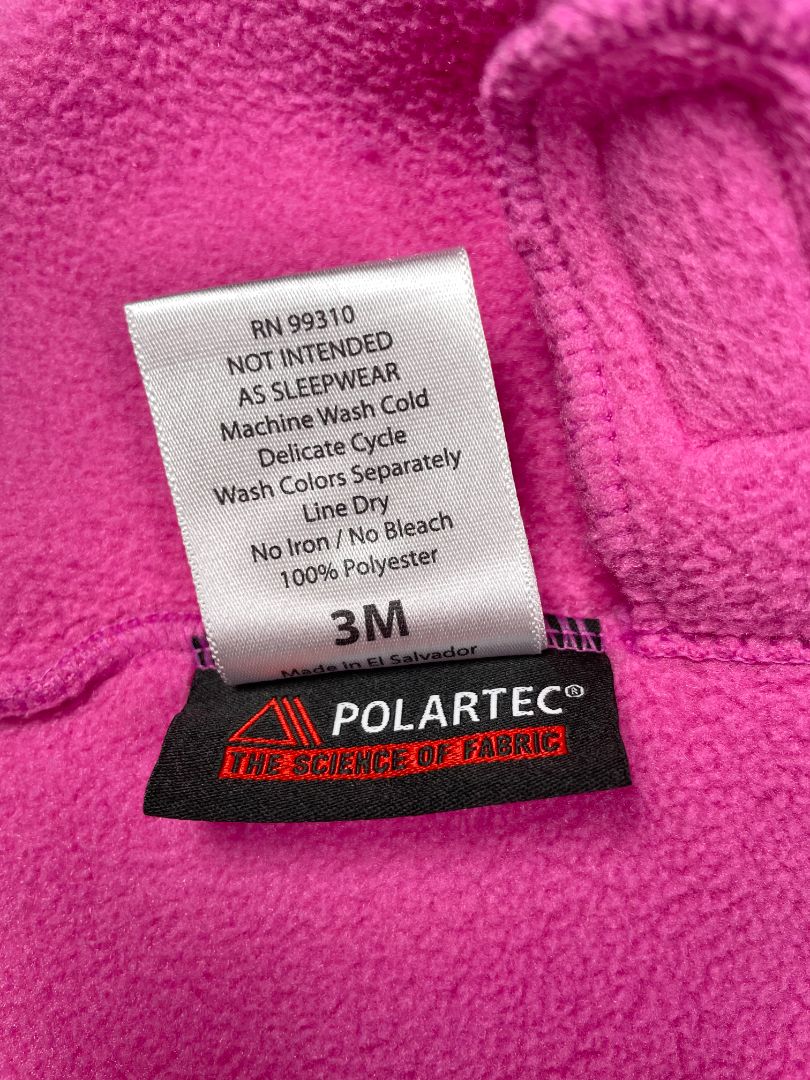 RN 99310
NOT INTENDED
AS SLEEPWEAR
Machine Wash Cold
Delicate Cycle
Wash Colors Separately
Line Dry
No Iron / No Bleach
100% Polyester
3M
Made in El Salvador
POLARTEC®
THE SCIENCE OF FABRIC